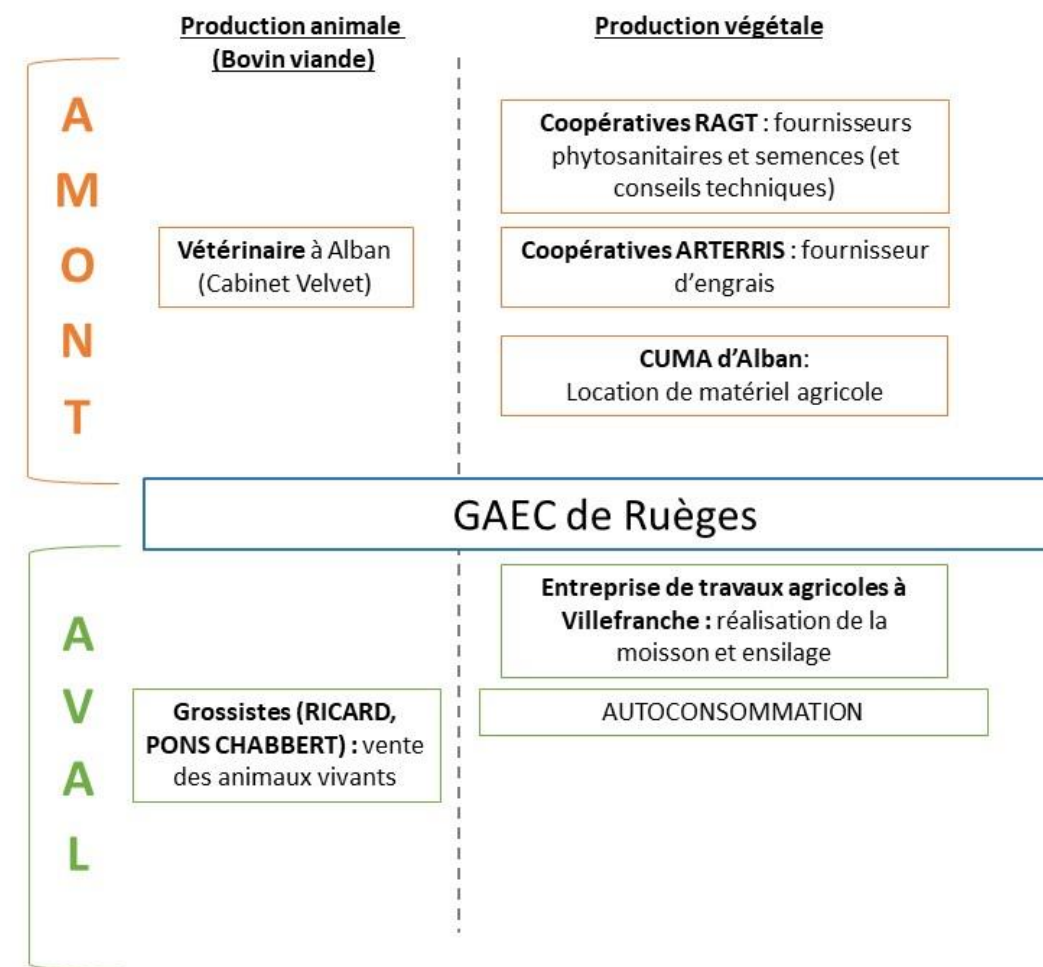 Production animale
(Bovin viande)
Production végétale
AMONT
Coopératives RAGT : fournisseurs
phytosanitaires et semences (et
conseils techniques)
Vétérinaire à Alban
(Cabinet Velvet)
Coopératives ARTERRIS : fournisseur
d’engrais
CUMA d’Alban:
Location de matériel agricole
GAEC de Ruèges
AVAL
Entreprise de travaux agricoles à
Villefranche : réalisation de la
moisson et ensilage
Grossistes (RICARD,
PONS CHABBERT) : vente
des animaux vivants
AUTOCONSOMMATION